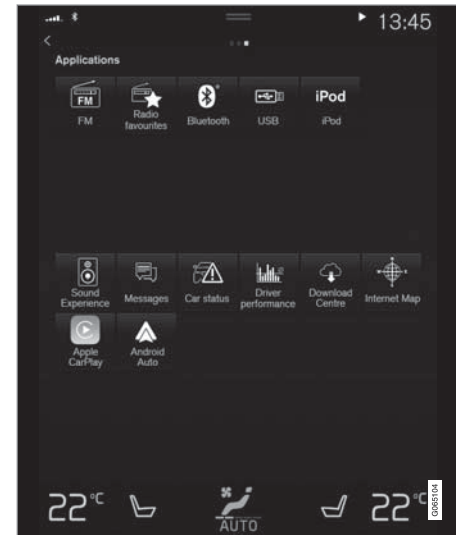 13:45
Applications
FM
iPod
FM
Radio
favourites
Bluetooth
USB
iPod
Sound
Experience
Messages
Car status
Driver
performance
Download
Centre
Internet Map
Apple
CarPlay
Android
Auto
22°C
AUTO
22°C
G065104